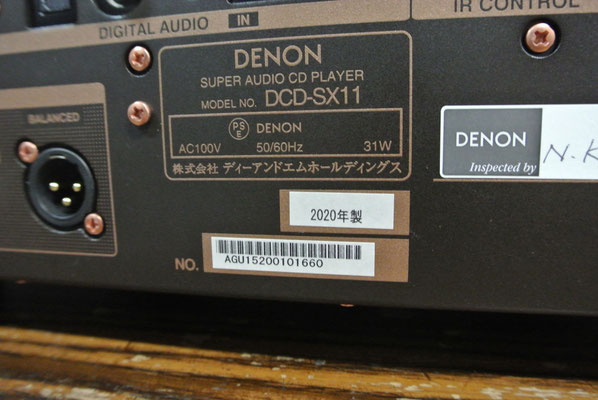 DIGITAL AUDIO IN
IR CONTROL
BALANCED
DENON
SUPER AUDIO CD PLAYER
MODEL NO. DCD-SX11
PSE DENON
AC100V 50/60Hz 31W
株式会社 ディーアンドエムホールディングス
DENON
Inspected by N.K
2020年製
NO. AGU15200101660